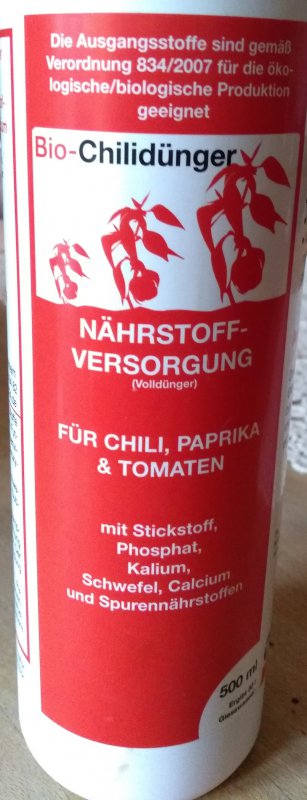 Die Ausgangsstoffe sind gemäß
Verordnung 834/2007 für die öko-
logische/biologische Produktion
geeignet
Bio-Chilidünger
NÄHRSTOFF-
VERSORGUNG
(Volldünger)
FÜR CHILI, PAPRIKA
& TOMATEN
mit Stickstoff,
Phosphat,
Kalium,
Schwefel, Calcium
und Spurennährstoffen
500 ml